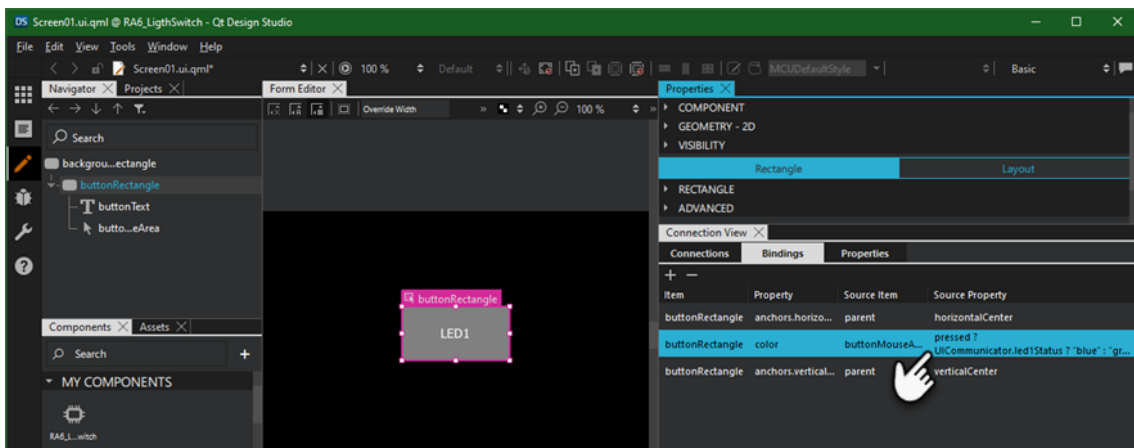 DS Screen01.ui.qml @ RA6_LigthSwitch - Qt Design Studio
File Edit View Tools Window Help
Screen01.ui.qml* 100 % Default MCUDefaultStyle Basic
Navigator Projects Form Editor Properties
Override Width » 100 % »
COMPONENT
GEOMETRY - 2D
VISIBILITY
Search
backgrou...ectangle
buttonRectangle
buttonText
butto...eArea
Rectangle Layout
RECTANGLE
ADVANCED
Connection View
Connections Bindings Properties
+ −
Item Property Source Item Source Property
buttonRectangle anchors.horizo... parent horizontalCenter
buttonRectangle color buttonMouseA... pressed ?
UICommunicator.led1Status ? "blue" : "gr...
buttonRectangle anchors.vertical... parent verticalCenter
buttonRectangle
LED1
Components Assets
Search +
MY COMPONENTS
RA6_L...witch